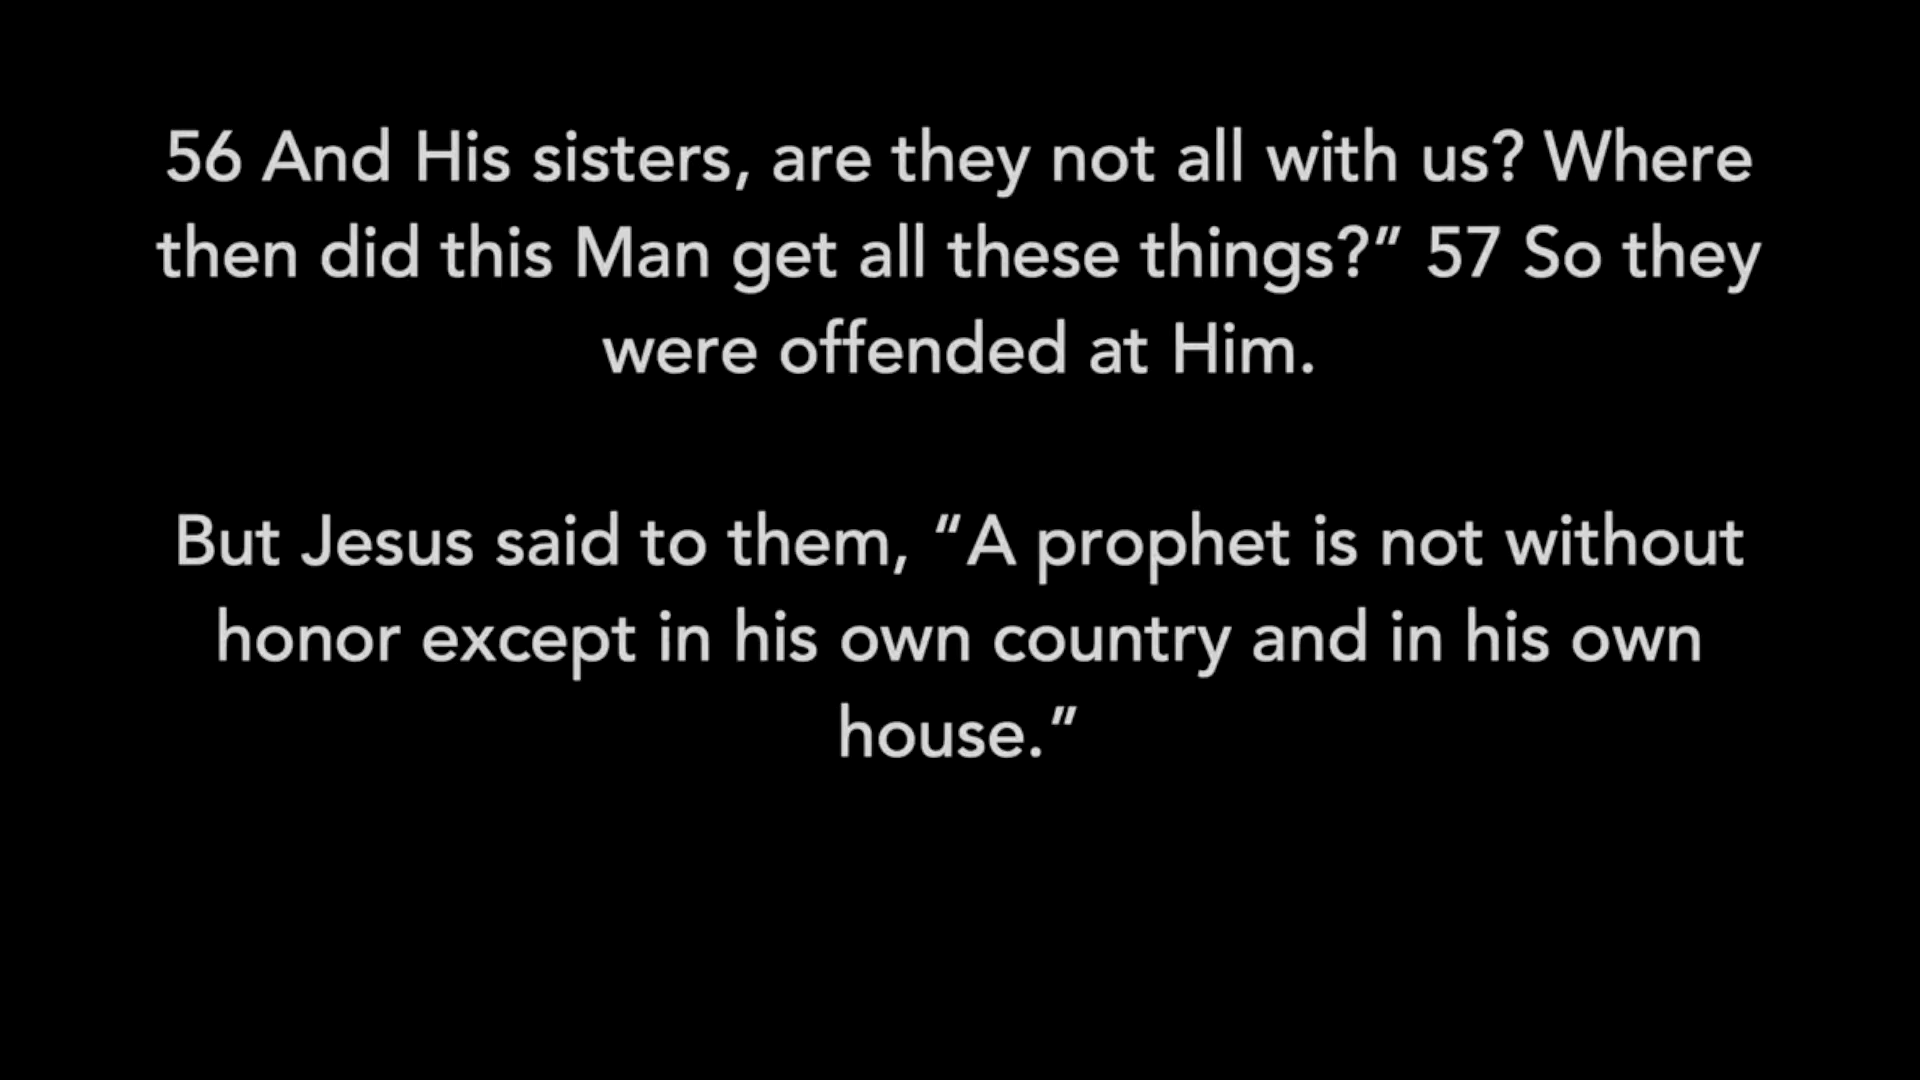 56 And His sisters, are they not all with us? Where
then did this Man get all these things?” 57 So they
were offended at Him.
But Jesus said to them, “A prophet is not without
honor except in his own country and in his own
house.”